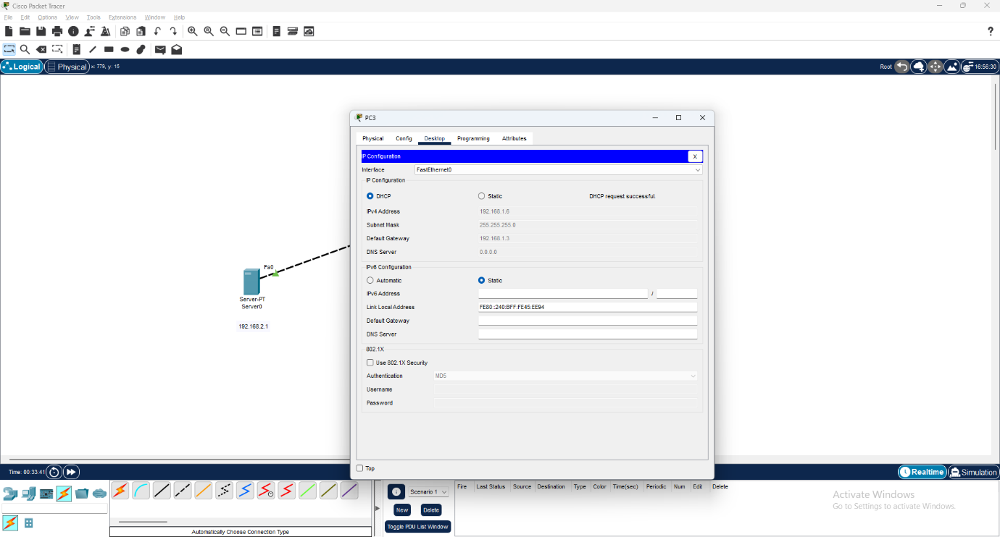 Cisco Packet Tracer
File Edit Options View Tools Extensions Window Help
?
Logical Physical x: 779, y: 15 Root 16:56:30
PC3
Physical Config Desktop Programming Attributes
IP Configuration X
Interface FastEthernet0
IP Configuration
DHCP Static DHCP request successful.
IPv4 Address 192.168.1.6
Subnet Mask 255.255.255.0
Default Gateway 192.168.1.3
DNS Server 0.0.0.0
IPv6 Configuration
Automatic Static
IPv6 Address /
Link Local Address FE80::240:BFF:FE45:EE94
Default Gateway
DNS Server
802.1X
Use 802.1X Security
Authentication MD5
Username
Password
Top
Fa0
Server-PT
Server0
192.168.2.1
Time: 00:33:41 Realtime Simulation
Scenario 1
New Delete
Toggle PDU List Window
Fire Last Status Source Destination Type Color Time(sec) Periodic Num Edit Delete
Automatically Choose Connection Type
Activate Windows
Go to Settings to activate Windows.